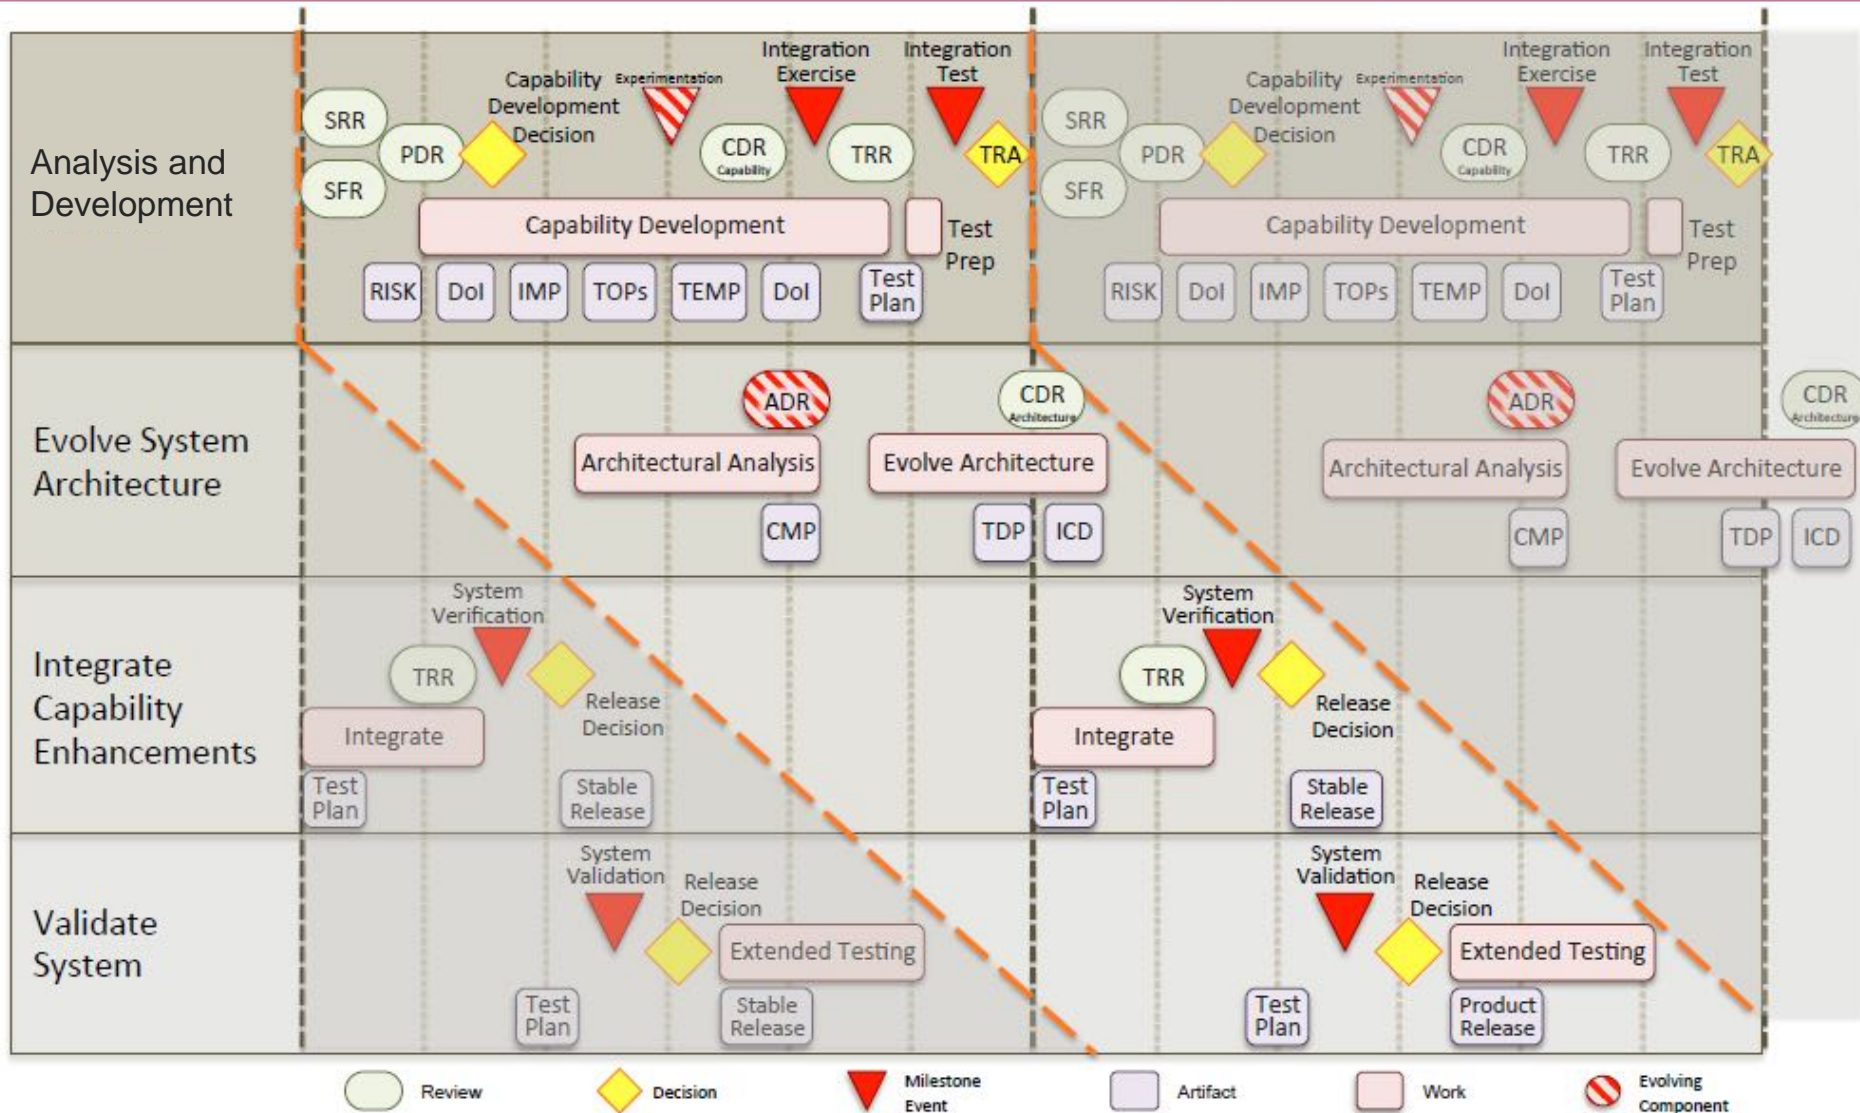 Analysis and
Development
SRR
SFR
PDR
Capability
Development
Decision
Experimentation
CDR
Capability
Integration
Exercise
TRR
Integration
Test
TRA
Capability Development
Test
Prep
RISK
DoI
IMP
TOPs
TEMP
DoI
Test
Plan
SRR
SFR
PDR
Capability
Development
Decision
Experimentation
CDR
Capability
Integration
Exercise
TRR
Integration
Test
TRA
Capability Development
Test
Prep
RISK
DoI
IMP
TOPs
TEMP
DoI
Test
Plan
Evolve System
Architecture
ADR
Architectural Analysis
CMP
CDR
Architecture
Evolve Architecture
TDP
ICD
ADR
Architectural Analysis
CMP
CDR
Architecture
Evolve Architecture
TDP
ICD
Integrate
Capability
Enhancements
System
Verification
TRR
Release
Decision
Integrate
Test
Plan
Stable
Release
System
Verification
TRR
Release
Decision
Integrate
Test
Plan
Stable
Release
Validate
System
System
Validation
Release
Decision
Extended Testing
Test
Plan
Stable
Release
System
Validation
Release
Decision
Extended Testing
Test
Plan
Product
Release
Review
Decision
Milestone
Event
Artifact
Work
Evolving
Component